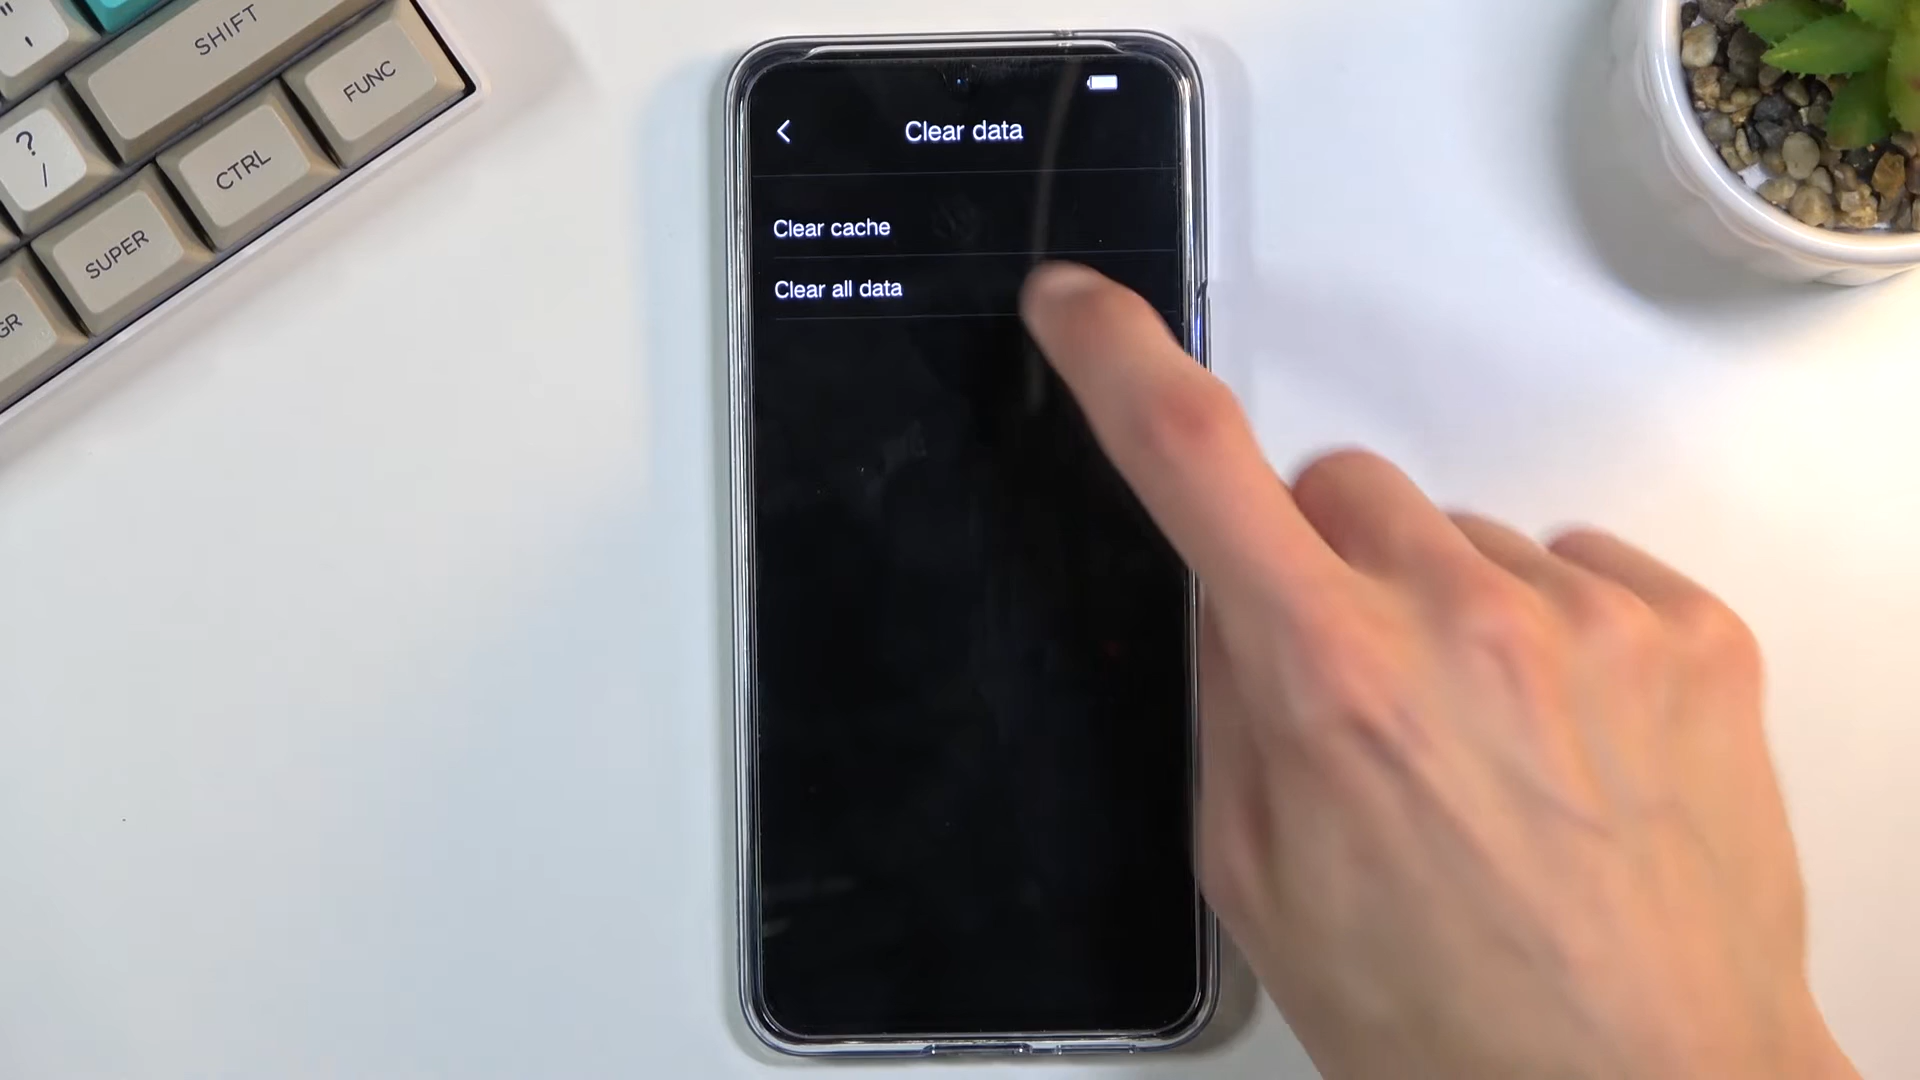 "
'
SHIFT
FUNC
?
/
CTRL
SUPER
GR
Clear data
Clear cache
Clear all data